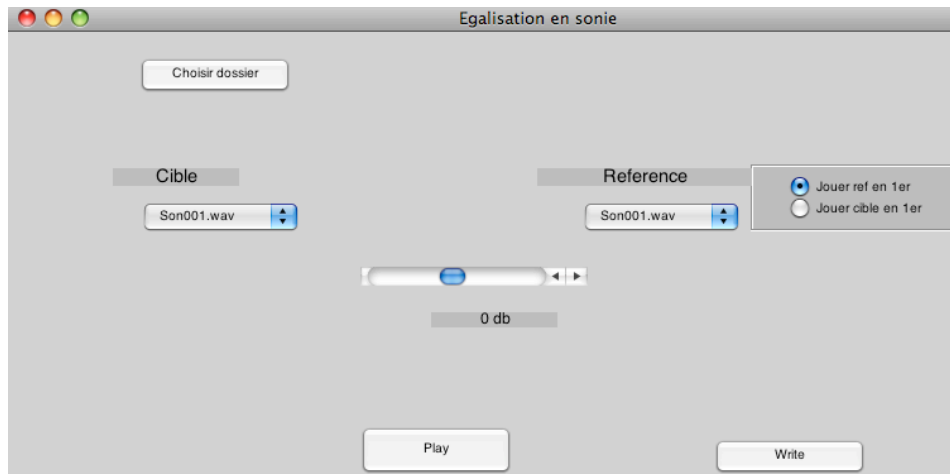 Egalisation en sonie
Choisir dossier
Cible
Reference
Son001.wav
Son001.wav
Jouer ref en 1er
Jouer cible en 1er
0 db
Play
Write